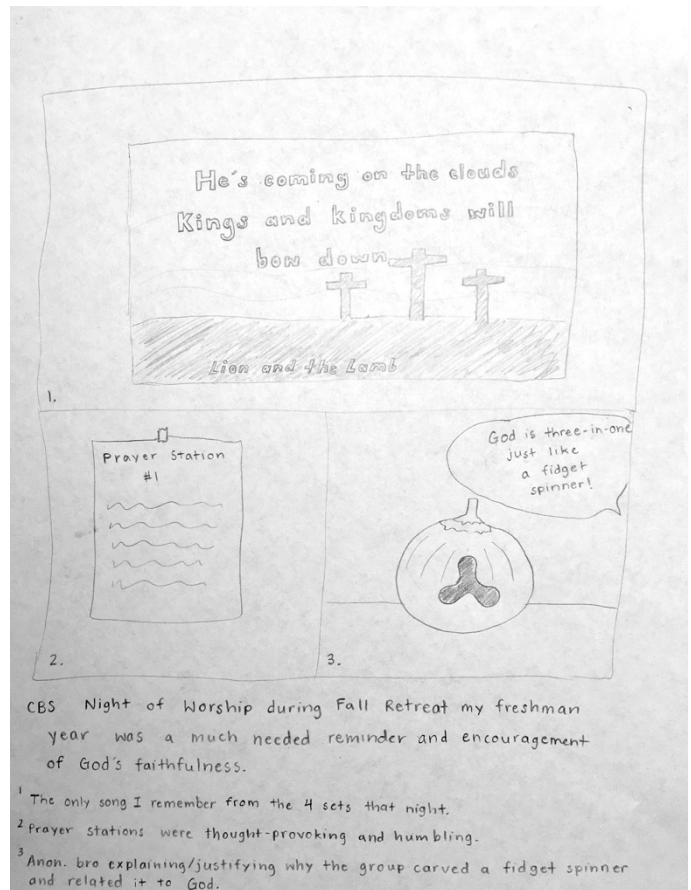 He's coming on the clouds
Kings and kingdoms will
bow down
Lion and the Lamb
1.
Prayer Station
#1
2.
God is three-in-one
just like
a fidget
spinner!
3.
CBS Night of Worship during Fall Retreat my freshman
year was a much needed reminder and encouragement
of God's faithfulness.
1 The only song I remember from the 4 sets that night.
2 Prayer stations were thought-provoking and humbling.
3 Anon. bro explaining/justifying why the group carved a fidget spinner
and related it to God.